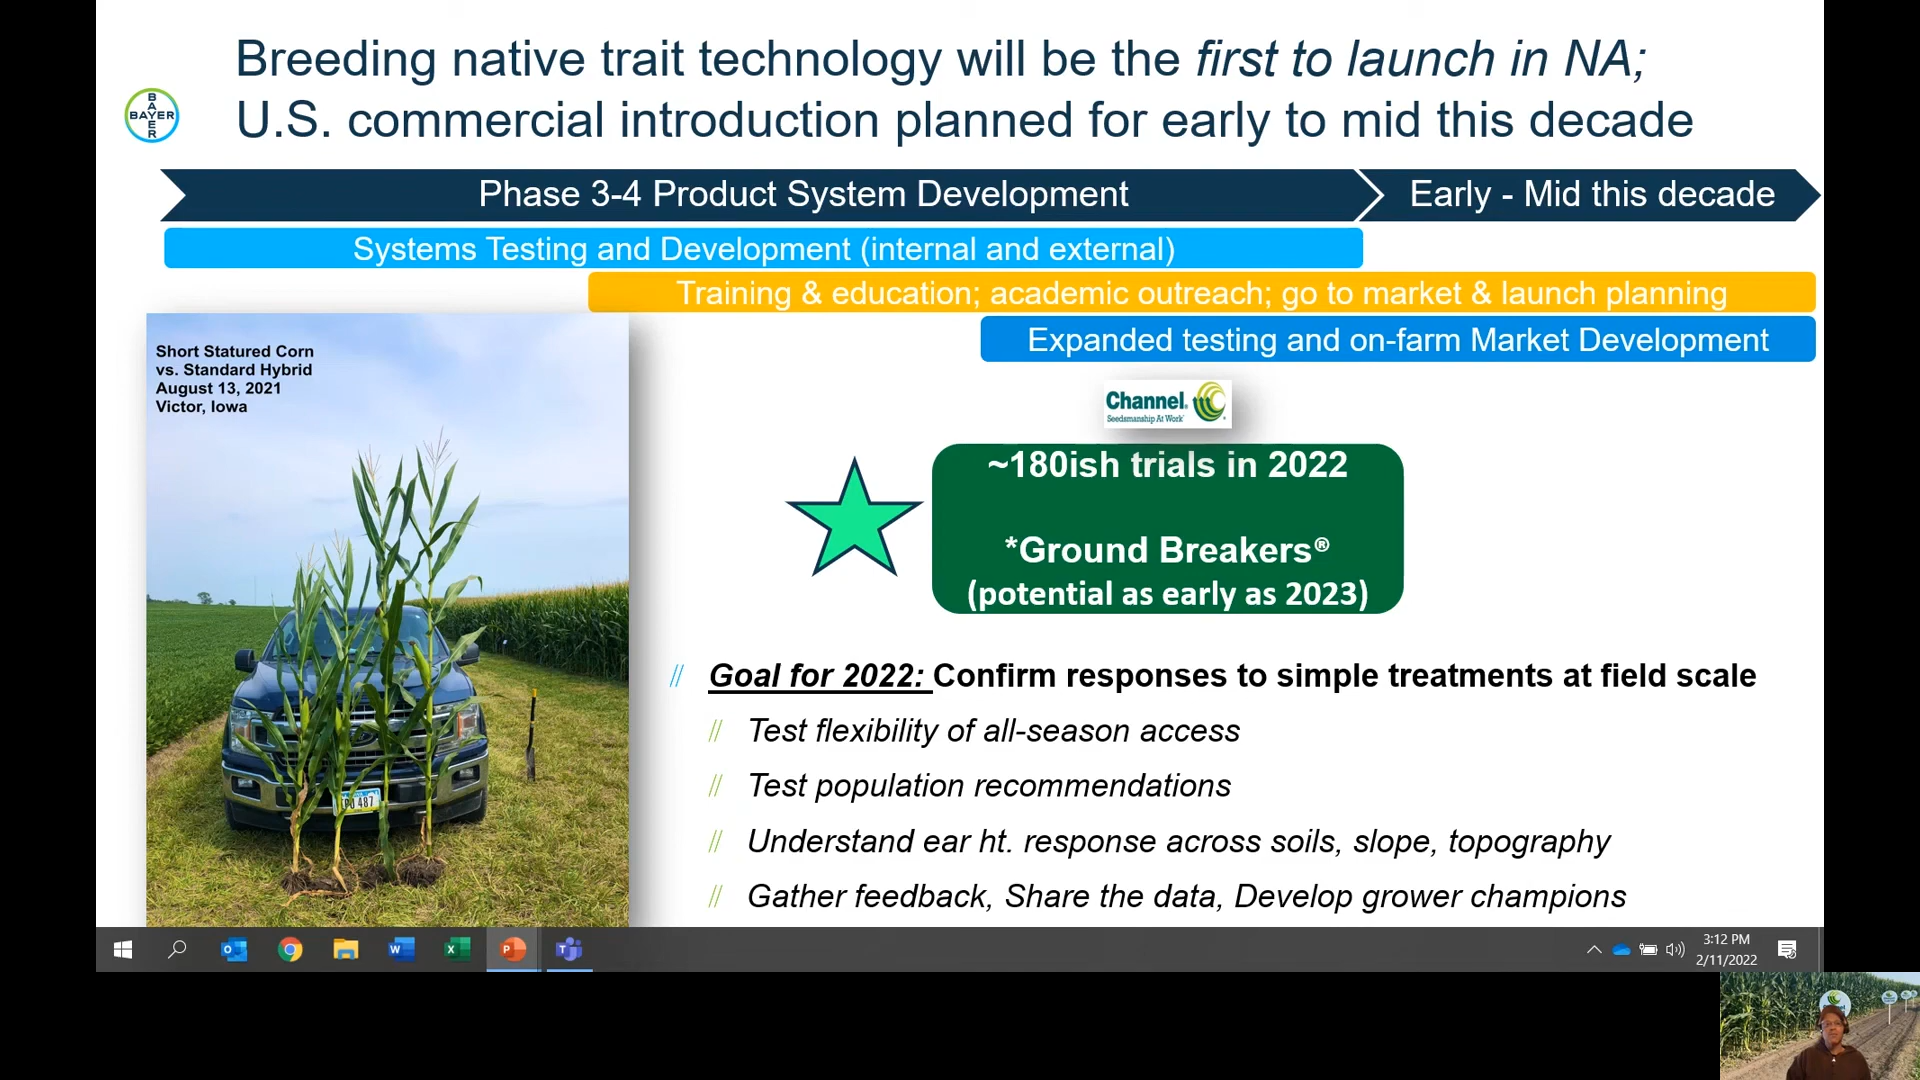 Breeding native trait technology will be the first to launch in NA;
U.S. commercial introduction planned for early to mid this decade
BAYER
BAYER
Phase 3-4 Product System Development
Early - Mid this decade
Systems Testing and Development (internal and external)
Training & education; academic outreach; go to market & launch planning
Expanded testing and on-farm Market Development
Short Statured Corn
vs. Standard Hybrid
August 13, 2021
Victor, Iowa
Channel.
Seedsmanship At Work
~180ish trials in 2022
*Ground Breakers®
(potential as early as 2023)
// Goal for 2022: Confirm responses to simple treatments at field scale
// Test flexibility of all-season access
// Test population recommendations
// Understand ear ht. response across soils, slope, topography
// Gather feedback, Share the data, Develop grower champions
3:12 PM
2/11/2022